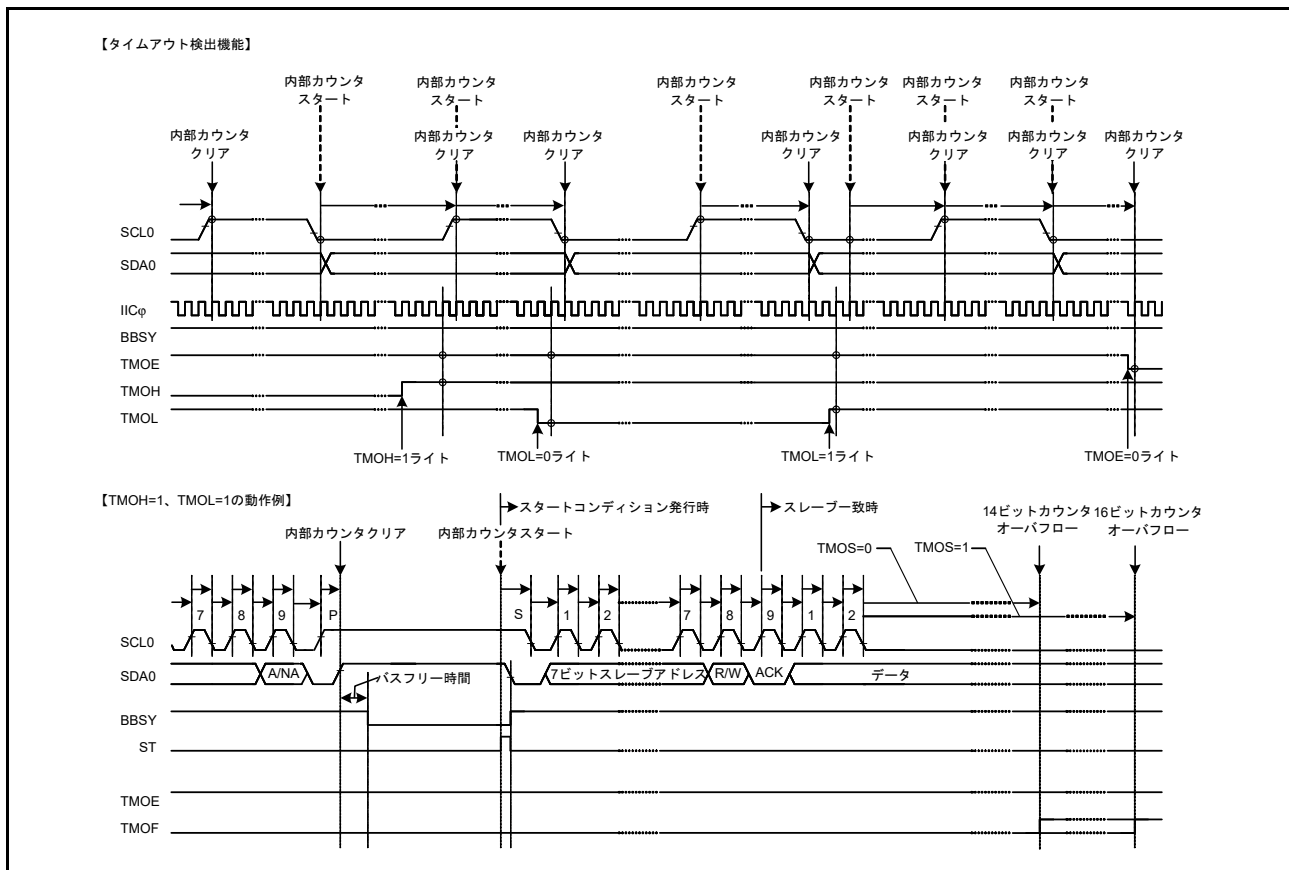 【タイムアウト検出機能】
内部カウンタ
スタート
内部カウンタ
スタート
内部カウンタ
スタート
内部カウンタ
スタート
内部カウンタ
スタート
内部カウンタ
スタート
内部カウンタ
クリア
内部カウンタ
クリア
内部カウンタ
クリア
内部カウンタ
クリア
内部カウンタ
クリア
内部カウンタ
クリア
内部カウンタ
クリア
SCL0
SDA0
IICφ
BBSY
TMOE
TMOH
TMOL
TMOH=1ライト
TMOL=0ライト
TMOL=1ライト
TMOE=0ライト
【TMOH=1、TMOL=1の動作例】
スタートコンディション発行時
スレーブ一致時
内部カウンタクリア
内部カウンタスタート
14ビットカウンタ
オーバフロー
16ビットカウンタ
オーバフロー
TMOS=0
TMOS=1
7 8 9 P S 1 2 7 8 9 1 2
SCL0
SDA0
A/NA
バスフリー時間
7ビットスレーブアドレス
R/W
ACK
データ
BBSY
ST
TMOE
TMOF